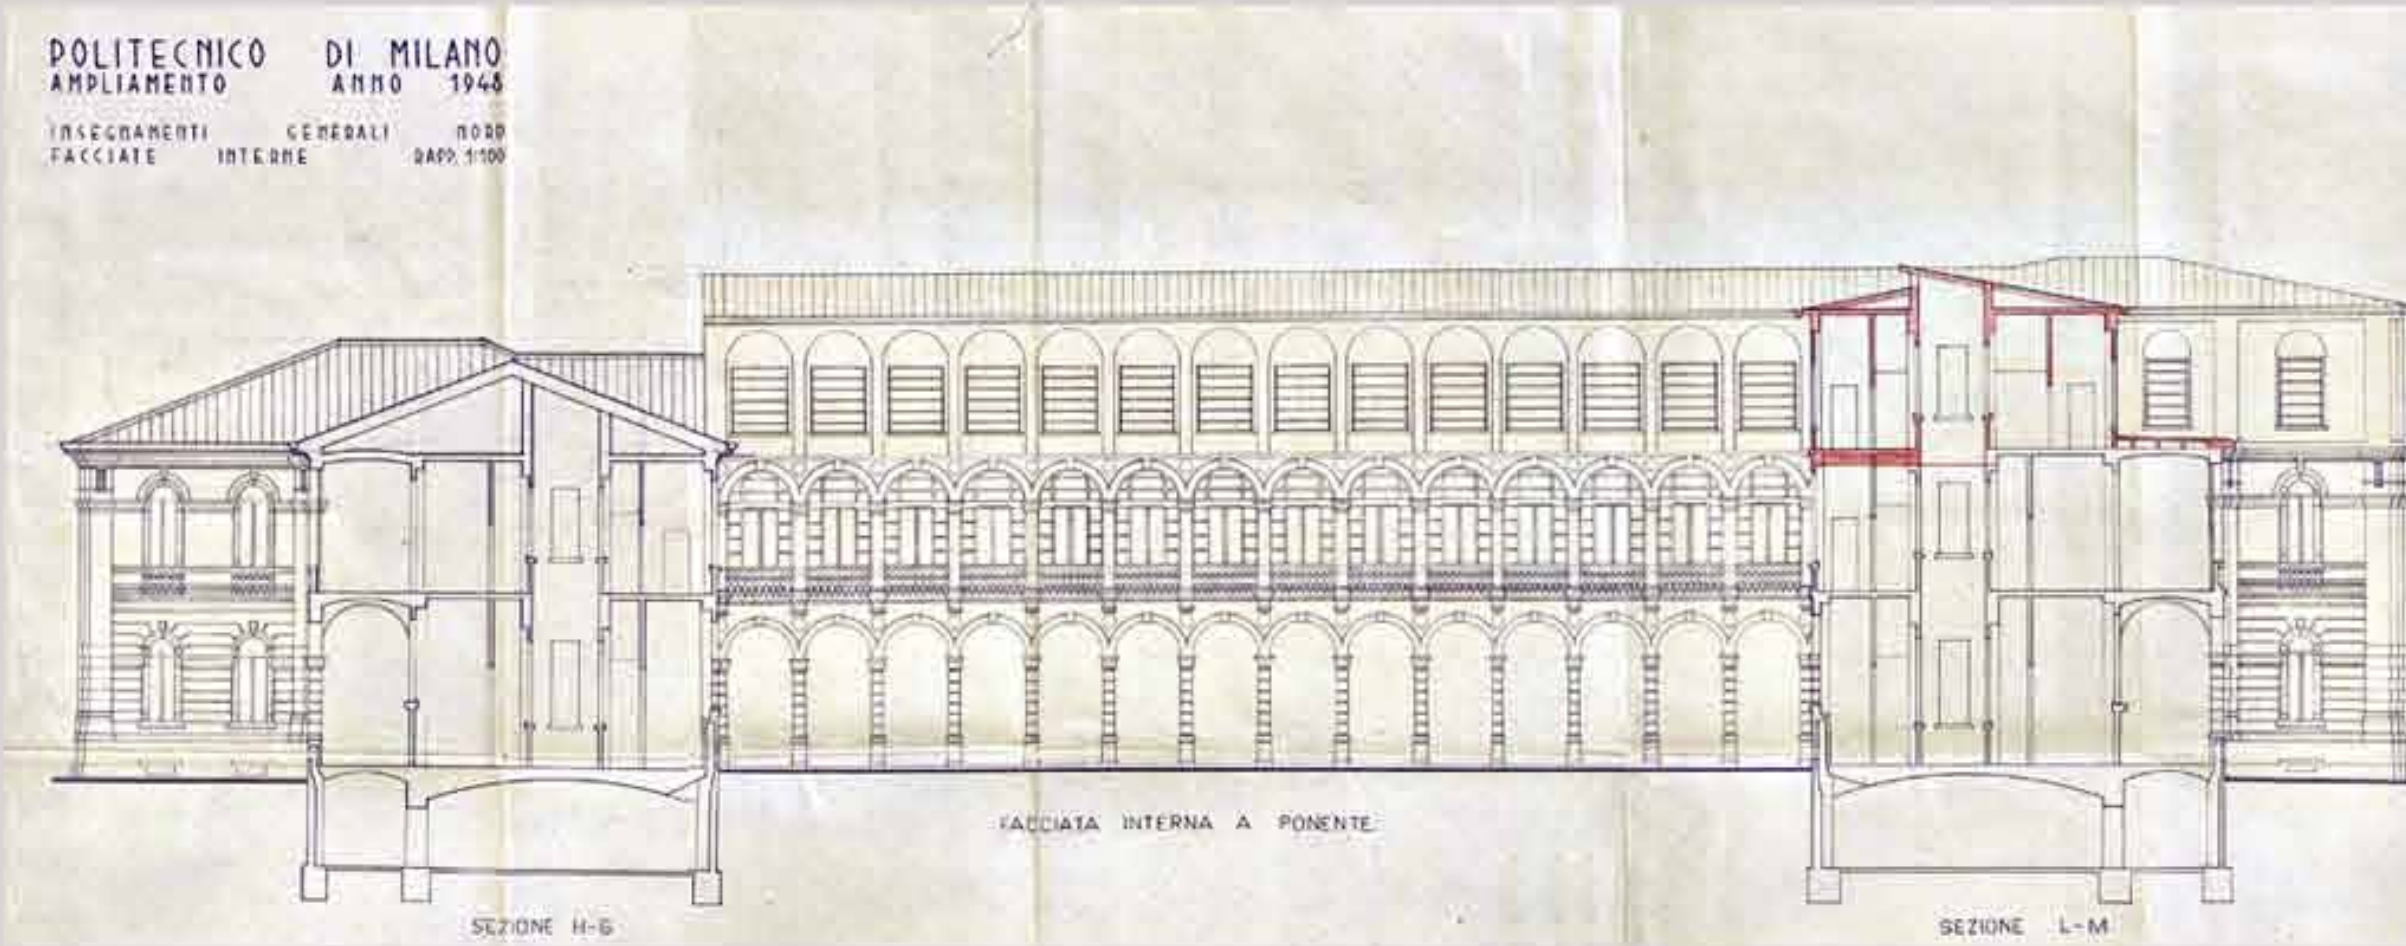 POLITECNICO DI MILANO
AMPLIAMENTO ANNO 1948
INSEGNAMENTI GENERALI NORD
FACCIATE INTERNE RAPP. 1:100
FACCIATA INTERNA A PONENTE
SEZIONE H-G
SEZIONE L-M